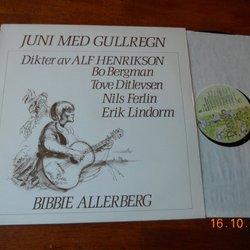 JUNI MED GULLREGN
Dikter av ALF HENRIKSON
Bo Bergman
Tove Ditlevsen
Nils Ferlin
Erik Lindorm
BIBBIE ALLERBERG
16.10